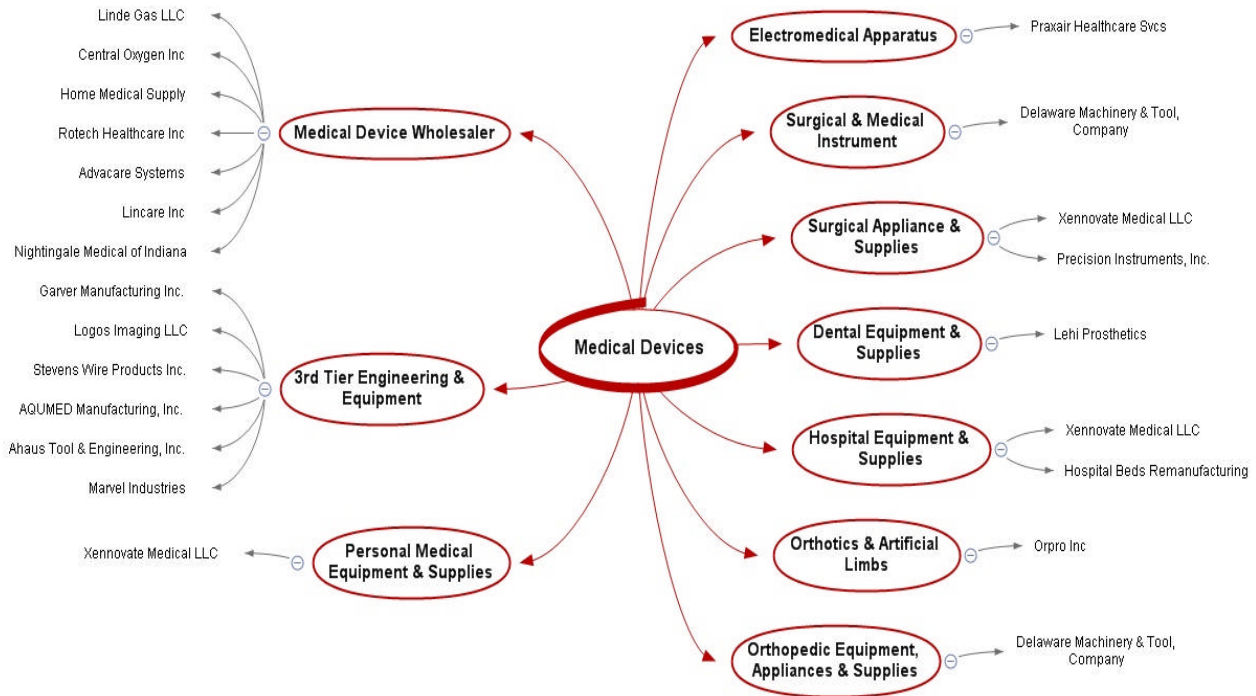 Linde Gas LLC
Central Oxygen Inc
Home Medical Supply
Rotech Healthcare Inc
Advacare Systems
Lincare Inc
Nightingale Medical of Indiana
Medical Device Wholesaler
Garver Manufacturing Inc.
Logos Imaging LLC
Stevens Wire Products Inc.
AQUMED Manufacturing, Inc.
Ahaus Tool & Engineering, Inc.
Marvel Industries
3rd Tier Engineering &
Equipment
Xennovate Medical LLC
Personal Medical
Equipment & Supplies
Medical Devices
Electromedical Apparatus
Praxair Healthcare Svcs
Surgical & Medical
Instrument
Delaware Machinery & Tool,
Company
Surgical Appliance &
Supplies
Xennovate Medical LLC
Precision Instruments, Inc.
Dental Equipment &
Supplies
Lehi Prosthetics
Hospital Equipment &
Supplies
Xennovate Medical LLC
Hospital Beds Remanufacturing
Orthotics & Artificial
Limbs
Orpro Inc
Orthopedic Equipment,
Appliances & Supplies
Delaware Machinery & Tool,
Company